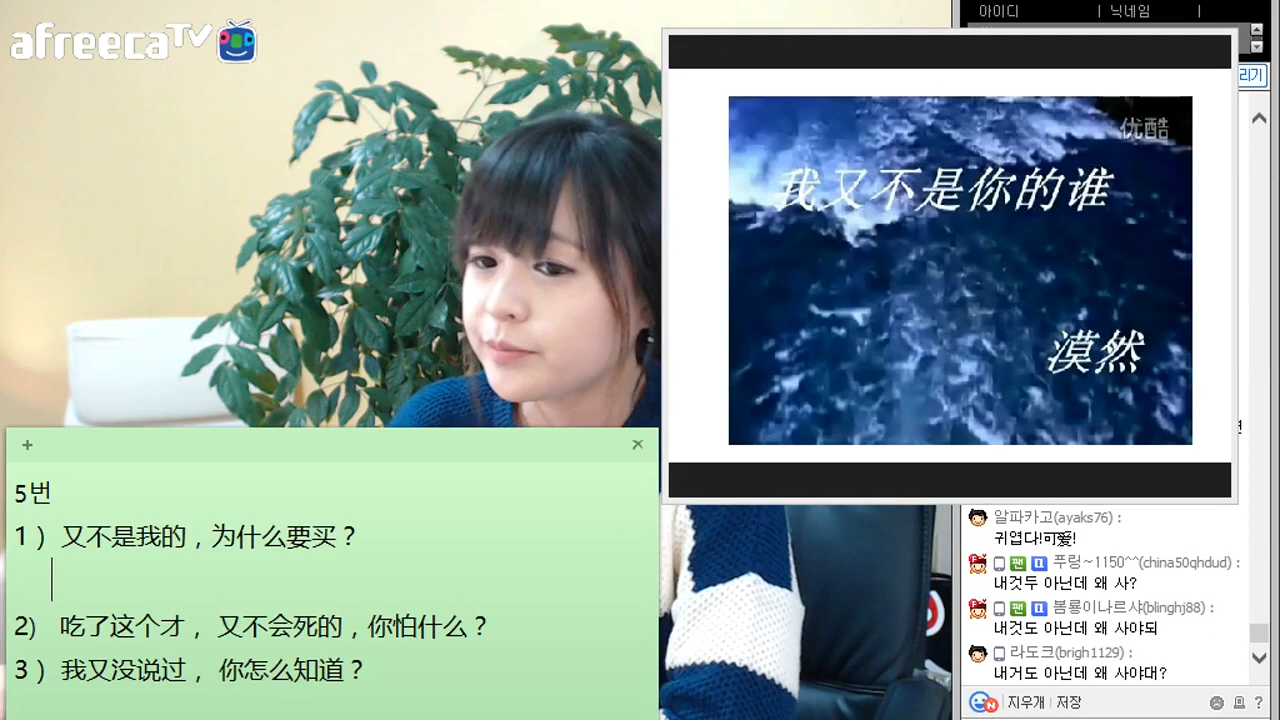 afreecaTV
아이디 | 닉네임 |
리기
优酷
我又不是你的谁
漠然
5번
1 ）又不是我的，为什么要买？
2) 吃了这个才， 又不会死的，你怕什么？
3 ）我又没说过， 你怎么知道？
알파카고(ayaks76) :
귀엽다!可爱!
팬 푸링~1150^^(china50qhdud) :
내것두 아닌데 왜 사?
팬 봄룡이나르샤(blinghj88) :
내것도 아닌데 왜 사야되
라도크(brigh1129) :
내거도 아닌데 왜 사야대?
N 지우개 | 저장 ?